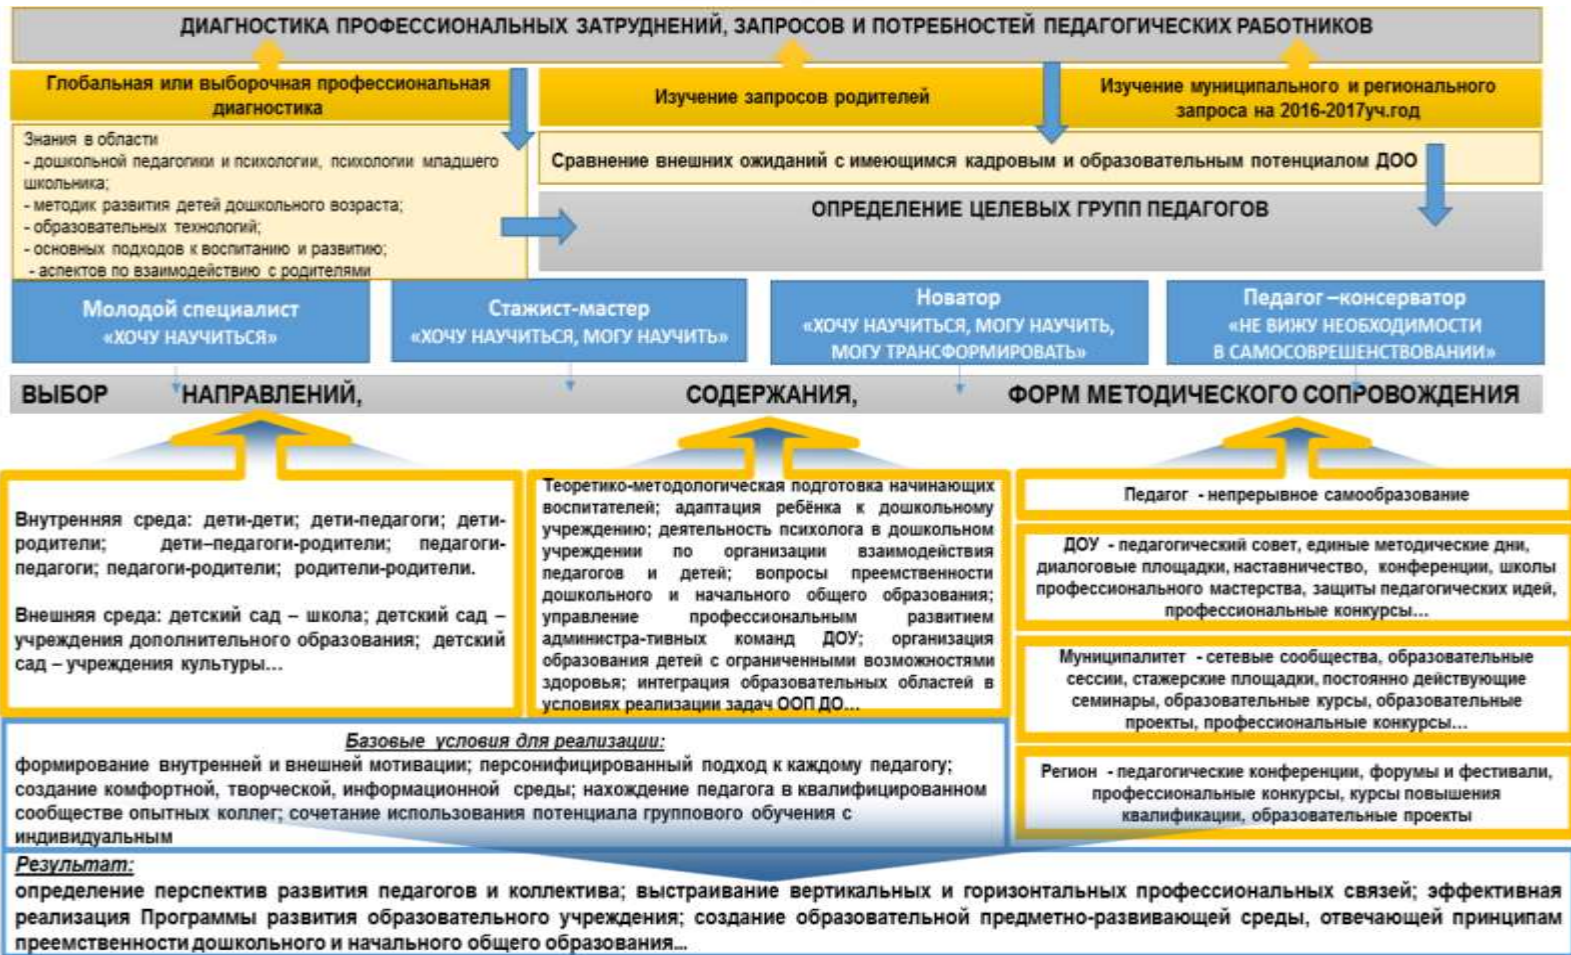 ДИАГНОСТИКА ПРОФЕССИОНАЛЬНЫХ ЗАТРУДНЕНИЙ, ЗАПРОСОВ И ПОТРЕБНОСТЕЙ ПЕДАГОГИЧЕСКИХ РАБОТНИКОВ
Глобальная или выборочная профессиональная
диагностика
Изучение запросов родителей
Изучение муниципального и регионального
запроса на 2016-2017уч.год
Знания в области
- дошкольной педагогики и психологии, психологии младшего
школьника;
- методик развития детей дошкольного возраста;
- образовательных технологий;
- основных подходов к воспитанию и развитию;
- аспектов по взаимодействию с родителями
Сравнение внешних ожиданий с имеющимся кадровым и образовательным потенциалом ДОО
ОПРЕДЕЛЕНИЕ ЦЕЛЕВЫХ ГРУПП ПЕДАГОГОВ
Молодой специалист
«ХОЧУ НАУЧИТЬСЯ»
Стажист-мастер
«ХОЧУ НАУЧИТЬСЯ, МОГУ НАУЧИТЬ»
Новатор
«ХОЧУ НАУЧИТЬСЯ, МОГУ НАУЧИТЬ,
МОГУ ТРАНСФОРМИРОВАТЬ»
Педагог –консерватор
«НЕ ВИЖУ НЕОБХОДИМОСТИ
В САМОСОВРЕШЕНСТВОВАНИИ»
ВЫБОР НАПРАВЛЕНИЙ, СОДЕРЖАНИЯ, ФОРМ МЕТОДИЧЕСКОГО СОПРОВОЖДЕНИЯ
Внутренняя среда: дети-дети; дети-педагоги; дети-
родители; дети–педагоги-родители; педагоги-
педагоги; педагоги-родители; родители-родители.
Внешняя среда: детский сад – школа; детский сад –
учреждения дополнительного образования; детский
сад – учреждения культуры...
Теоретико-методологическая подготовка начинающих
воспитателей; адаптация ребёнка к дошкольному
учреждению; деятельность психолога в дошкольном
учреждении по организации взаимодействия
педагогов и детей; вопросы преемственности
дошкольного и начального общего образования;
управление профессиональным развитием
администра-тивных команд ДОУ; организация
образования детей с ограниченными возможностями
здоровья; интеграция образовательных областей в
условиях реализации задач ООП ДО...
Педагог - непрерывное самообразование
ДОУ - педагогический совет, единые методические дни,
диалоговые площадки, наставничество, конференции, школы
профессионального мастерства, защиты педагогических идей,
профессиональные конкурсы...
Муниципалитет - сетевые сообщества, образовательные
сессии, стажерские площадки, постоянно действующие
семинары, образовательные курсы, образовательные
проекты, профессиональные конкурсы...
Регион - педагогические конференции, форумы и фестивали,
профессиональные конкурсы, курсы повышения
квалификации, образовательные проекты
Базовые условия для реализации:
формирование внутренней и внешней мотивации; персонифицированный подход к каждому педагогу;
создание комфортной, творческой, информационной среды; нахождение педагога в квалифицированном
сообществе опытных коллег; сочетание использования потенциала группового обучения с
индивидуальным
Результат:
определение перспектив развития педагогов и коллектива; выстраивание вертикальных и горизонтальных профессиональных связей; эффективная
реализация Программы развития образовательного учреждения; создание образовательной предметно-развивающей среды, отвечающей принципам
преемственности дошкольного и начального общего образования...